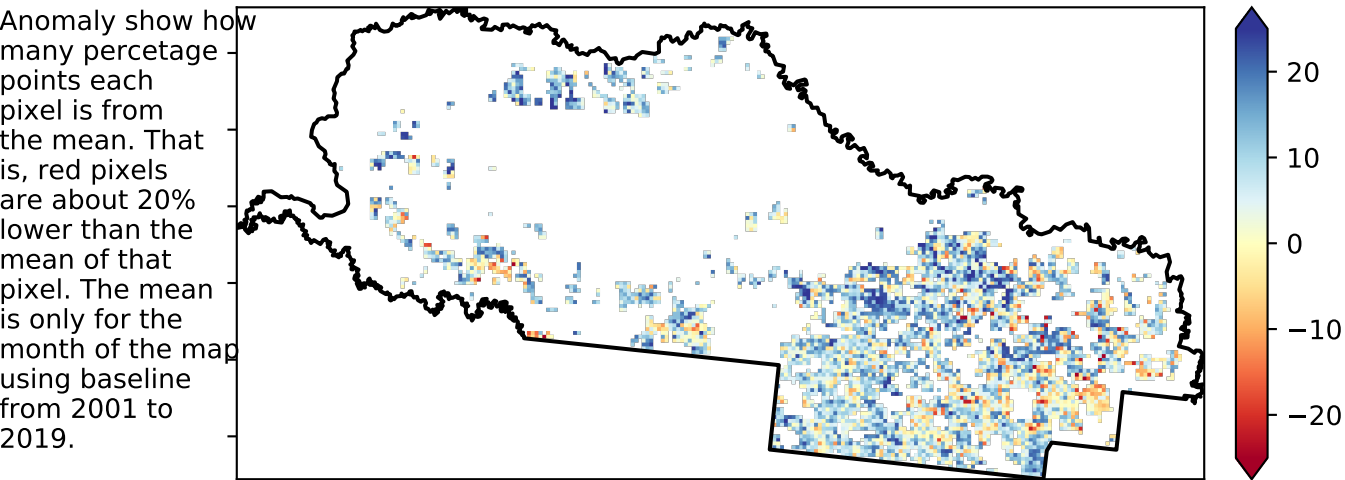 Anomaly show how
many percetage
points each
pixel is from
the mean. That
is, red pixels
are about 20%
lower than the
mean of that
pixel. The mean
is only for the
month of the map
using baseline
from 2001 to
2019.
20
10
0
−10
−20